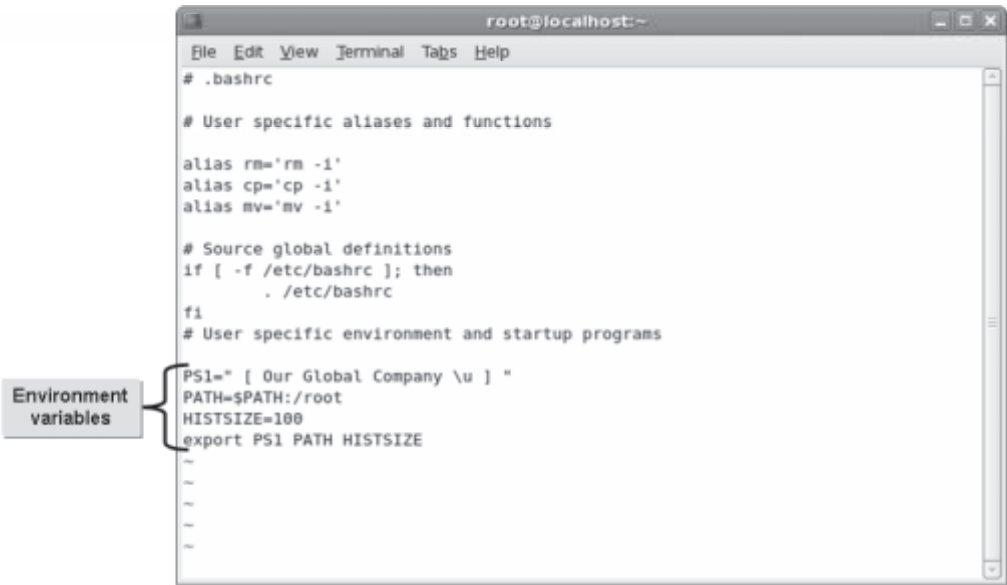 root@localhost:~
File Edit View Terminal Tabs Help
# .bashrc
# User specific aliases and functions
alias rm='rm -i'
alias cp='cp -i'
alias mv='mv -i'
# Source global definitions
if [ -f /etc/bashrc ]; then
        . /etc/bashrc
fi
# User specific environment and startup programs
PS1=" [ Our Global Company \u ] "
PATH=$PATH:/root
HISTSIZE=100
export PS1 PATH HISTSIZE
~
~
~
~
~
Environment
variables